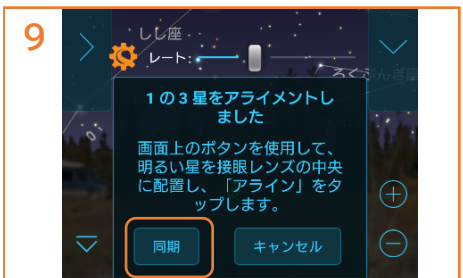 9
しし座
レート:
ろくぶんぎ座
1 の 3 星をアライメントし
ました
画面上のボタンを使用して、
明るい星を接眼レンズの中央
に配置し、「アライン」をタ
ップします。
同期
キャンセル